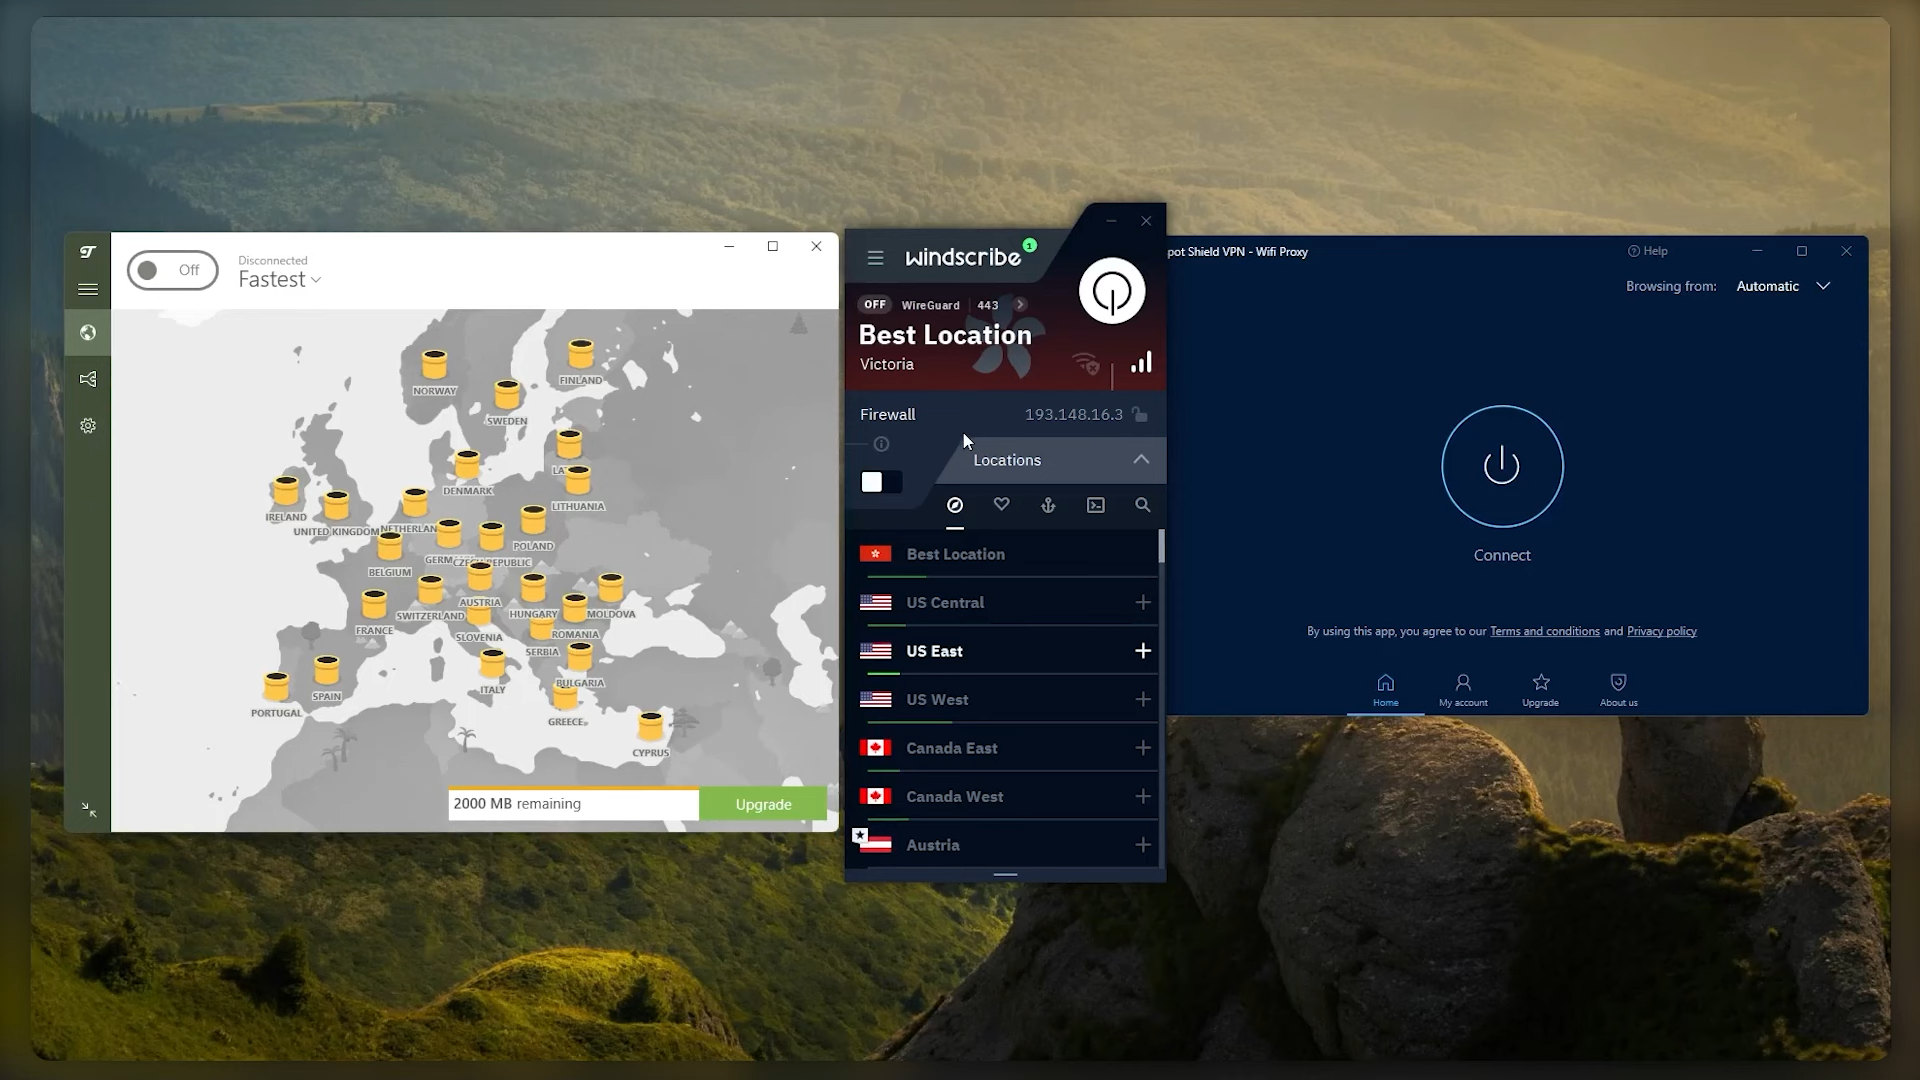 Off
Disconnected
Fastest
NORWAY
FINLAND
SWEDEN
DENMARK
LITHUANIA
IRELAND
UNITED KINGDOM
POLAND
BELGIUM
SWITZERLAND
AUSTRIA
HUNGARY
MOLDOVA
FRANCE
SLOVENIA
ROMANIA
SERBIA
BULGARIA
ITALY
SPAIN
PORTUGAL
GREECE
CYPRUS
2000 MB remaining
Upgrade
windscribe
1
OFF WireGuard 443
Best Location
Victoria
Firewall 193.148.16.3
Locations
Best Location
US Central
US East
US West
Canada East
Canada West
Austria
pot Shield VPN - Wifi Proxy
Help
Browsing from: Automatic
Connect
By using this app, you agree to our Terms and conditions and Privacy policy
Home My account Upgrade About us